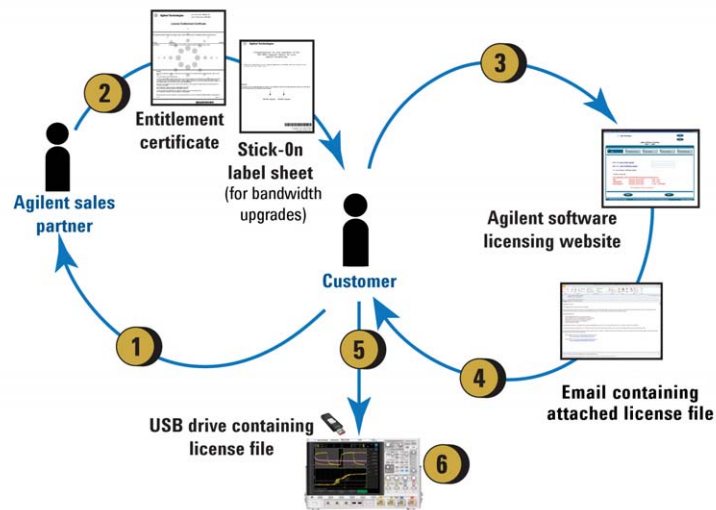 2
Entitlement
certificate
Stick-On
label sheet
(for bandwidth
upgrades)
3
Agilent sales
partner
Agilent software
licensing website
Customer
1
5
4
Email containing
attached license file
USB drive containing
license file
6